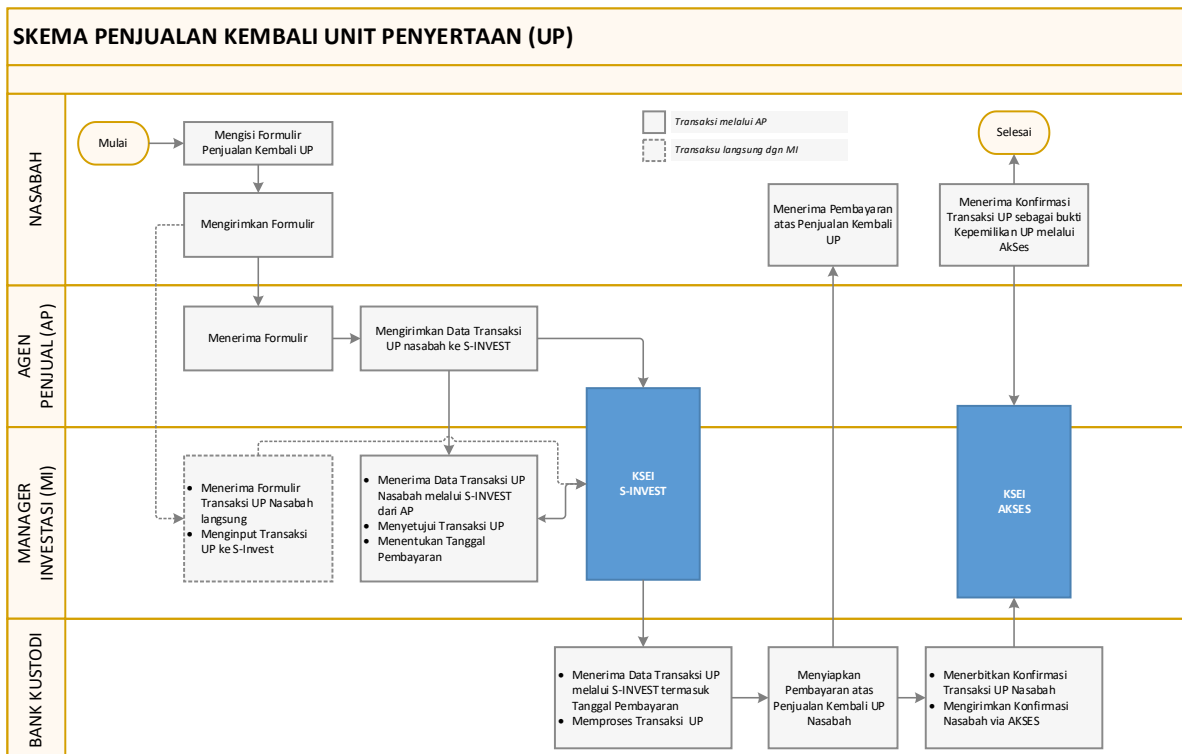 SKEMA PENJUALAN KEMBALI UNIT PENYERTAAN (UP)
NASABAH
Mulai
Mengisi Formulir
Penjualan Kembali UP
Mengirimkan Formulir
Transaksi melalui AP
Transaksu langsung dgn MI
Menerima Pembayaran
atas Penjualan Kembali
UP
Selesai
Menerima Konfirmasi
Transaksi UP sebagai bukti
Kepemilikan UP melalui
AkSes
AGEN
PENJUAL (AP)
Menerima Formulir
Mengirimkan Data Transaksi
UP nasabah ke S-INVEST
MANAGER
INVESTASI (MI)
• Menerima Formulir
Transaksi UP Nasabah
langsung
• Menginput Transaksi
UP ke S-Invest
• Menerima Data Transaksi UP
Nasabah melalui S-INVEST
dari AP
• Menyetujui Transaksi UP
• Menentukan Tanggal
Pembayaran
KSEI
S-INVEST
KSEI
AKSES
BANK KUSTODI
• Menerima Data Transaksi UP
melalui S-INVEST termasuk
Tanggal Pembayaran
• Memproses Transaksi UP
Menyiapkan
Pembayaran atas
Penjualan Kembali UP
Nasabah
• Menerbitkan Konfirmasi
Transaksi UP Nasabah
• Mengirimkan Konfirmasi
Nasabah via AKSES